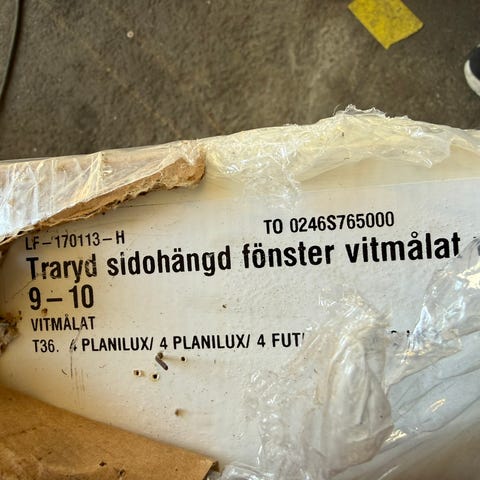 LF-170113-H TO 0246S765000
Traryd sidohängd fönster vitmålat
9-10
VITMÅLAT
T36. 4 PLANILUX/ 4 PLANILUX/ 4